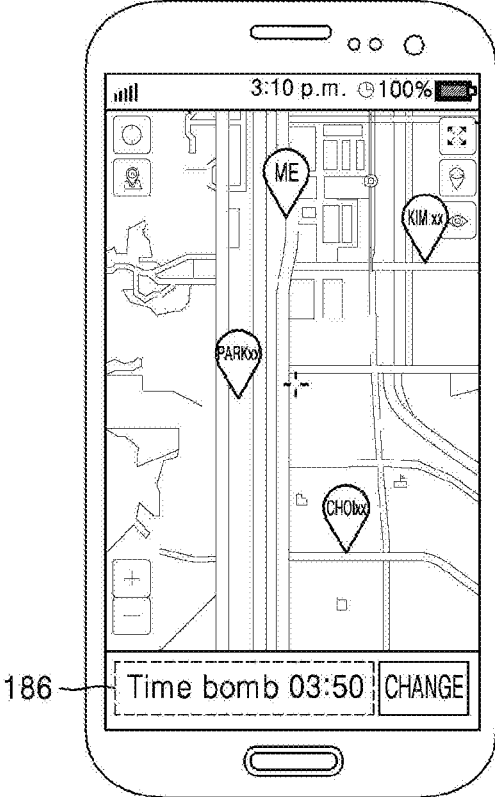 3:10 p.m. 100%
ME
KIM xx
PARKxx
CHOIxx
186 Time bomb 03:50 CHANGE